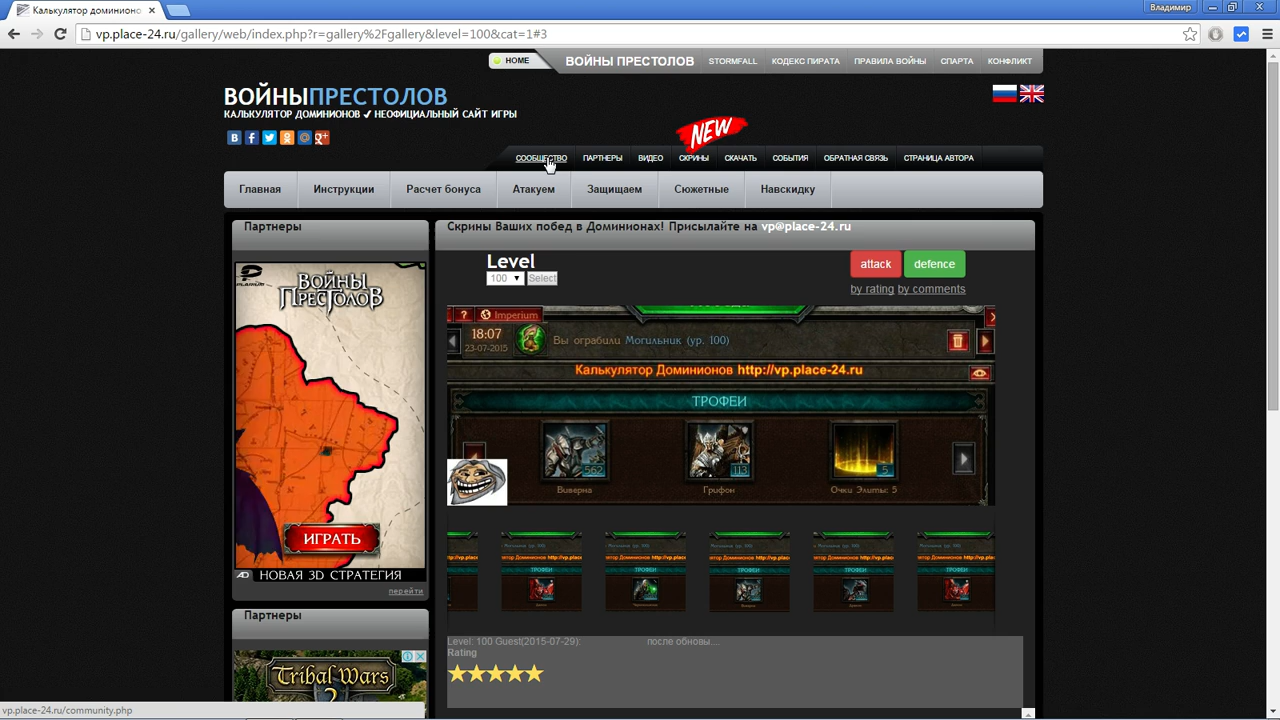 Калькулятор доминионо
Владимир
vp.place-24.ru/gallery/web/index.php?r=gallery%2Fgallery&level=100&cat=1#3
HOME ВОЙНЫ ПРЕСТОЛОВ STORMFALL КОДЕКС ПИРАТА ПРАВИЛА ВОЙНЫ СПАРТА КОНФЛИКТ
ВОЙНЫПРЕСТОЛОВ
КАЛЬКУЛЯТОР ДОМИНИОНОВ ✔ НЕОФИЦИАЛЬНЫЙ САЙТ ИГРЫ
NEW
СООБЩЕСТВО ПАРТНЕРЫ ВИДЕО СКРИНЫ СКАЧАТЬ СОБЫТИЯ ОБРАТНАЯ СВЯЗЬ СТРАНИЦА АВТОРА
Главная Инструкции Расчет бонуса Атакуем Защищаем Сюжетные Навскидку
Партнеры
PLARIUM
ВОЙНЫ
ПРЕСТОЛОВ
ИГРАТЬ
AD НОВАЯ 3D СТРАТЕГИЯ
перейти
Партнеры
Tribal Wars
2
Скрины Ваших побед в Доминионах! Присылайте на vp@place-24.ru
Level
100 Select
attack defence
by rating by comments
? Imperium
18:07
23-07-2015
Вы ограбили Могильник (ур. 100)
Калькулятор Доминионов http://vp.place-24.ru
ТРОФЕИ
562 113 5
Виверна Грифон Очки Элиты: 5
Level: 100 Guest(2015-07-29): после обновы....
Rating
vp.place-24.ru/community.php